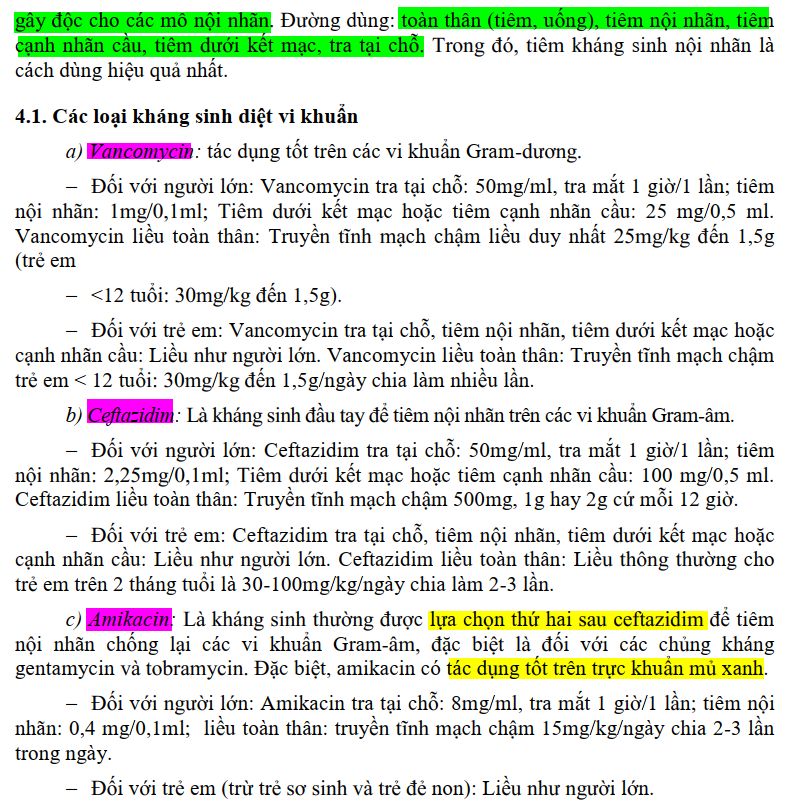 gây độc cho các mô nội nhãn. Đường dùng: toàn thân (tiêm, uống), tiêm nội nhãn, tiêm
cạnh nhãn cầu, tiêm dưới kết mạc, tra tại chỗ. Trong đó, tiêm kháng sinh nội nhãn là
cách dùng hiệu quả nhất.
4.1. Các loại kháng sinh diệt vi khuẩn
a) Vancomycin: tác dụng tốt trên các vi khuẩn Gram-dương.
– Đối với người lớn: Vancomycin tra tại chỗ: 50mg/ml, tra mắt 1 giờ/1 lần; tiêm
nội nhãn: 1mg/0,1ml; Tiêm dưới kết mạc hoặc tiêm cạnh nhãn cầu: 25 mg/0,5 ml.
Vancomycin liều toàn thân: Truyền tĩnh mạch chậm liều duy nhất 25mg/kg đến 1,5g
(trẻ em
– <12 tuổi: 30mg/kg đến 1,5g).
– Đối với trẻ em: Vancomycin tra tại chỗ, tiêm nội nhãn, tiêm dưới kết mạc hoặc
cạnh nhãn cầu: Liều như người lớn. Vancomycin liều toàn thân: Truyền tĩnh mạch chậm
trẻ em < 12 tuổi: 30mg/kg đến 1,5g/ngày chia làm nhiều lần.
b) Ceftazidim: Là kháng sinh đầu tay để tiêm nội nhãn trên các vi khuẩn Gram-âm.
– Đối với người lớn: Ceftazidim tra tại chỗ: 50mg/ml, tra mắt 1 giờ/1 lần; tiêm
nội nhãn: 2,25mg/0,1ml; Tiêm dưới kết mạc hoặc tiêm cạnh nhãn cầu: 100 mg/0,5 ml.
Ceftazidim liều toàn thân: Truyền tĩnh mạch chậm 500mg, 1g hay 2g cứ mỗi 12 giờ.
– Đối với trẻ em: Ceftazidim tra tại chỗ, tiêm nội nhãn, tiêm dưới kết mạc hoặc
cạnh nhãn cầu: Liều như người lớn. Ceftazidim liều toàn thân: Liều thông thường cho
trẻ em trên 2 tháng tuổi là 30-100mg/kg/ngày chia làm 2-3 lần.
c) Amikacin: Là kháng sinh thường được lựa chọn thứ hai sau ceftazidim để tiêm
nội nhãn chống lại các vi khuẩn Gram-âm, đặc biệt là đối với các chủng kháng
gentamycin và tobramycin. Đặc biệt, amikacin có tác dụng tốt trên trực khuẩn mủ xanh.
– Đối với người lớn: Amikacin tra tại chỗ: 8mg/ml, tra mắt 1 giờ/1 lần; tiêm nội
nhãn: 0,4 mg/0,1ml; liều toàn thân: truyền tĩnh mạch chậm 15mg/kg/ngày chia 2-3 lần
trong ngày.
– Đối với trẻ em (trừ trẻ sơ sinh và trẻ đẻ non): Liều như người lớn.